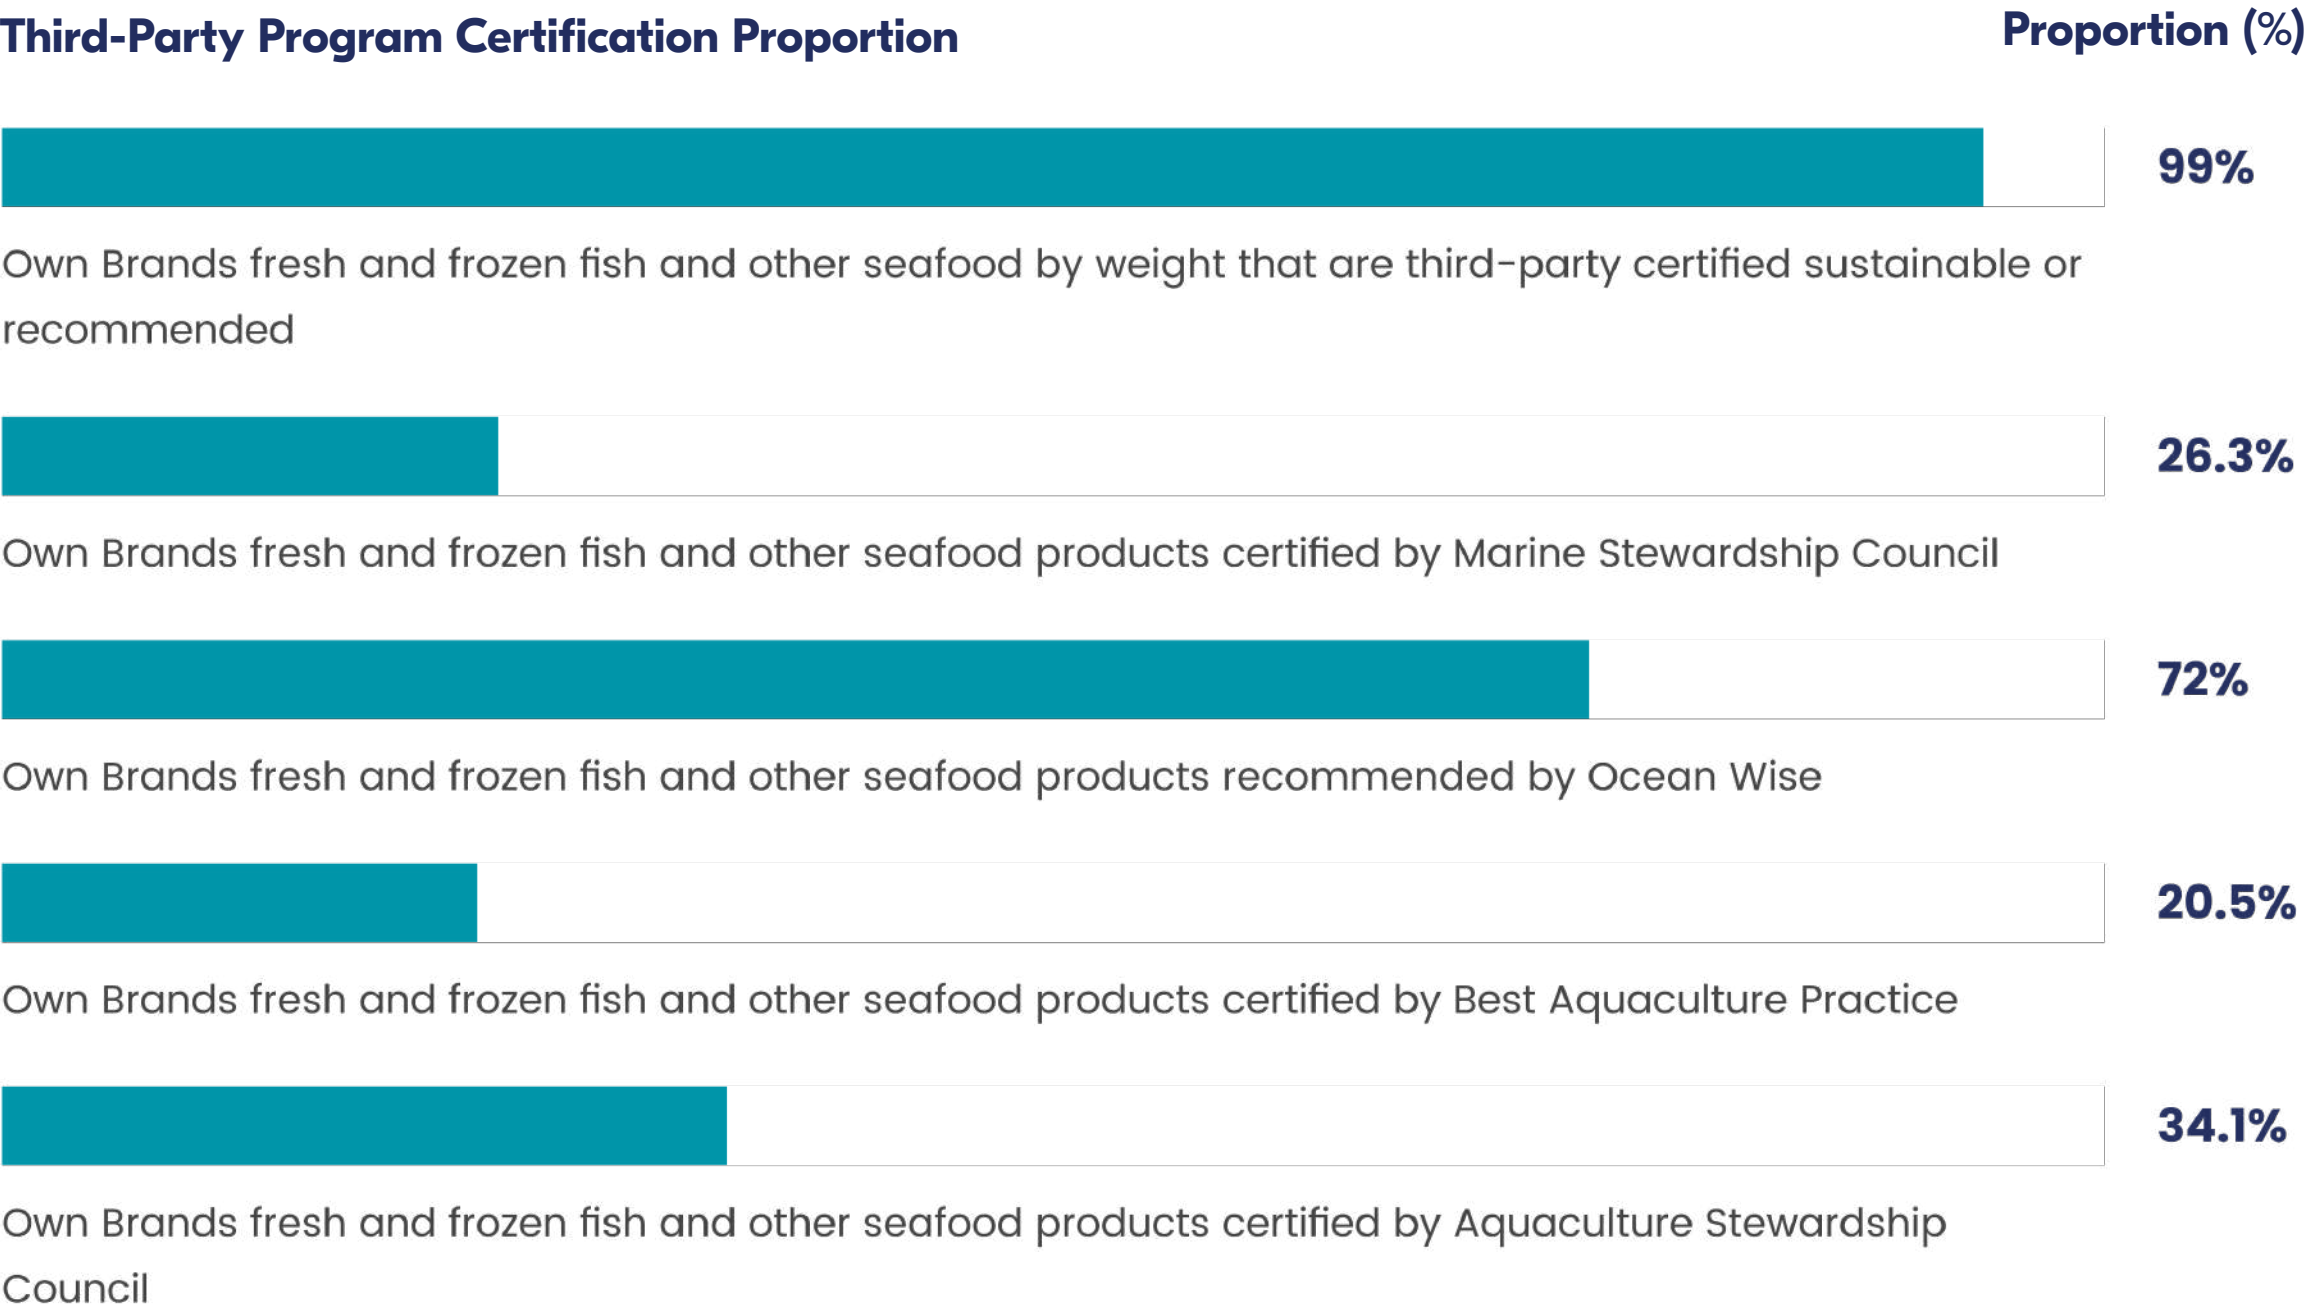 Third-Party Program Certification Proportion
Proportion (%)
99%
Own Brands fresh and frozen fish and other seafood by weight that are third-party certified sustainable or
recommended
26.3%
Own Brands fresh and frozen fish and other seafood products certified by Marine Stewardship Council
72%
Own Brands fresh and frozen fish and other seafood products recommended by Ocean Wise
20.5%
Own Brands fresh and frozen fish and other seafood products certified by Best Aquaculture Practice
34.1%
Own Brands fresh and frozen fish and other seafood products certified by Aquaculture Stewardship
Council